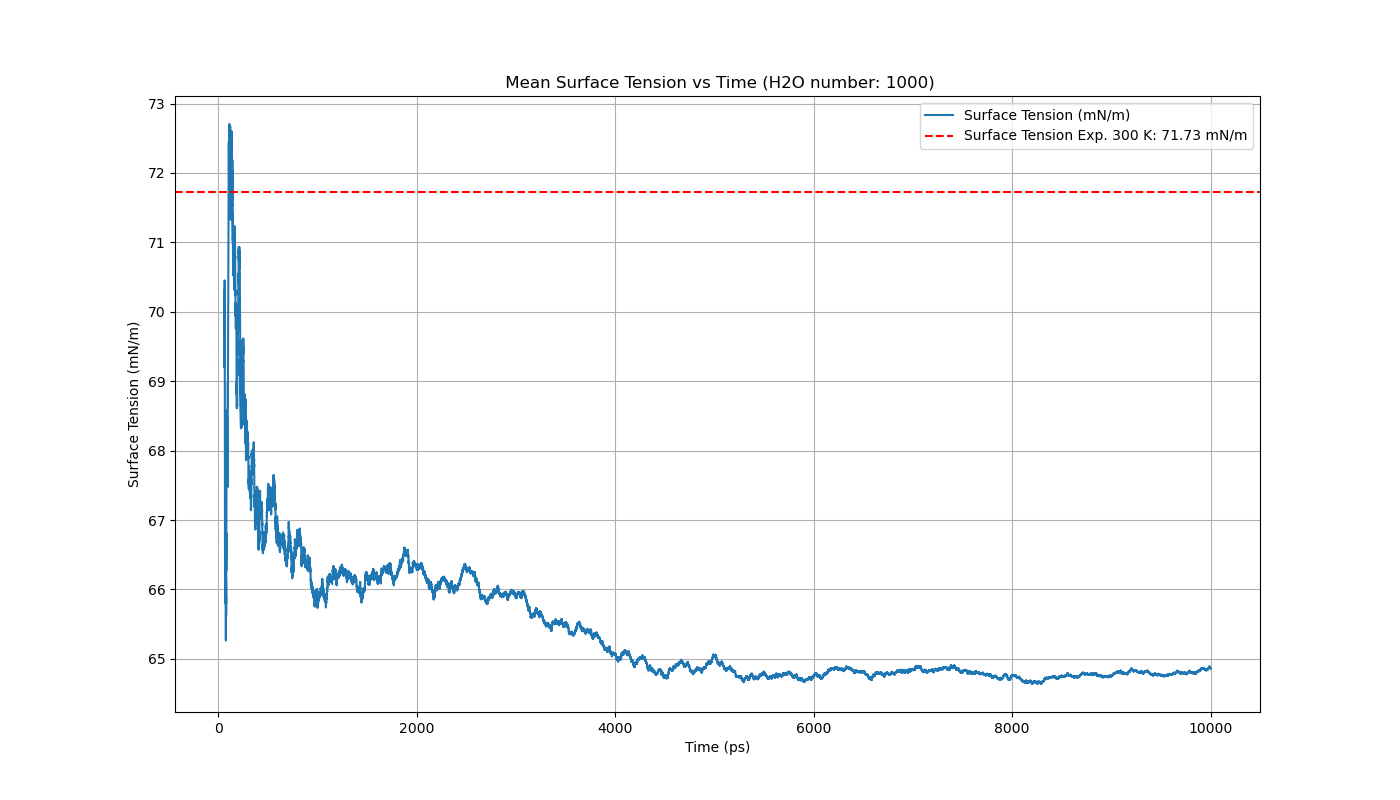 Mean Surface Tension vs Time (H2O number: 1000)
Surface Tension (mN/m)
Surface Tension Exp. 300 K: 71.73 mN/m
Surface Tension (mN/m)
73
72
71
70
69
68
67
66
65
0 2000 4000 6000 8000 10000
Time (ps)